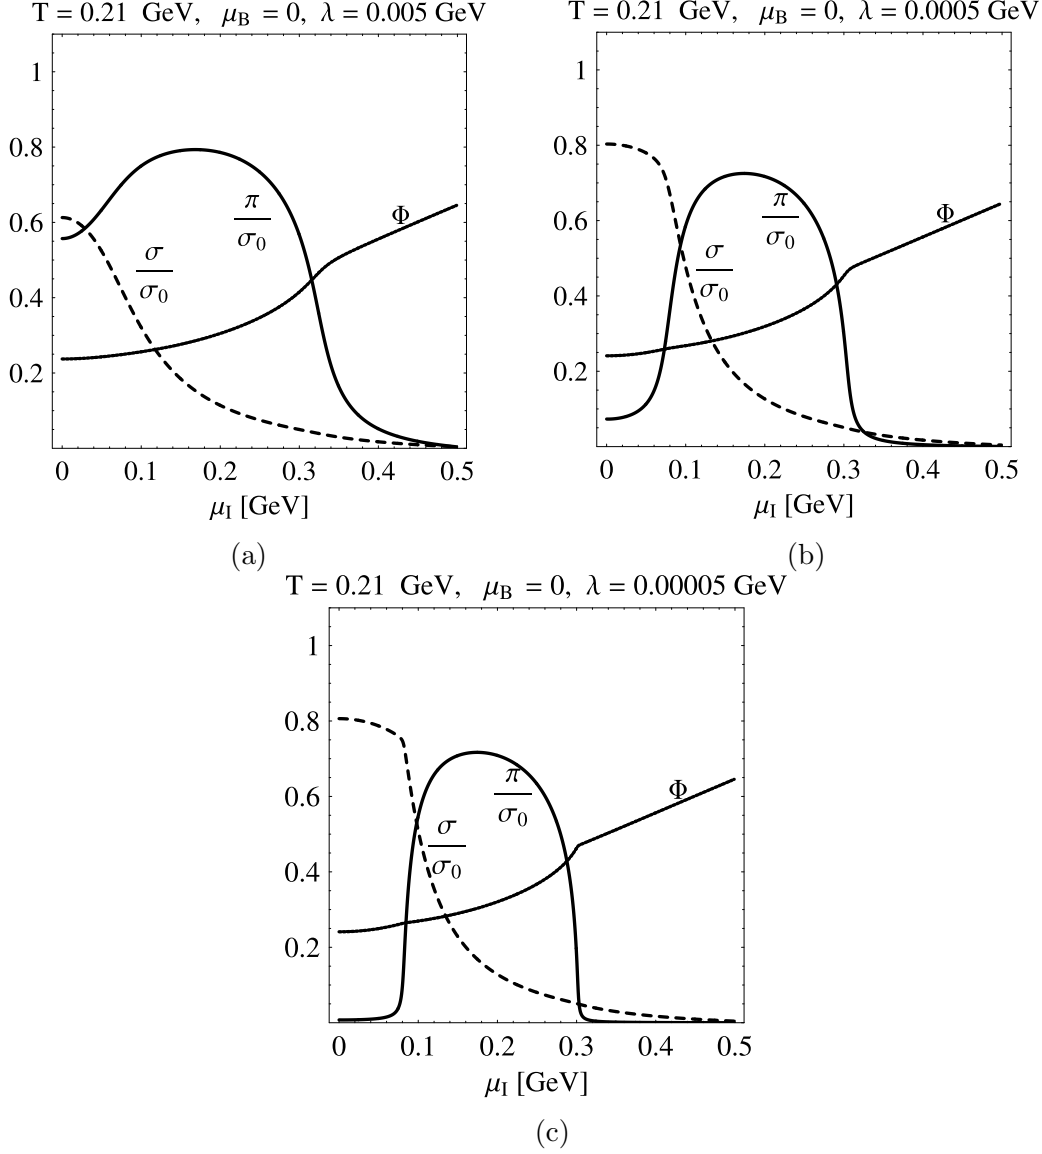 T = 0.21 GeV, μB = 0, λ = 0.005 GeV
1
0.8
0.6
0.4
0.2
π
σ0
σ
σ0
Φ
0 0.1 0.2 0.3 0.4 0.5
μI [GeV]
(a)
T = 0.21 GeV, μB = 0, λ = 0.0005 GeV
1
0.8
0.6
0.4
0.2
π
σ0
σ
σ0
Φ
0 0.1 0.2 0.3 0.4 0.5
μI [GeV]
(b)
T = 0.21 GeV, μB = 0, λ = 0.00005 GeV
1
0.8
0.6
0.4
0.2
π
σ0
σ
σ0
Φ
0 0.1 0.2 0.3 0.4 0.5
μI [GeV]
(c)